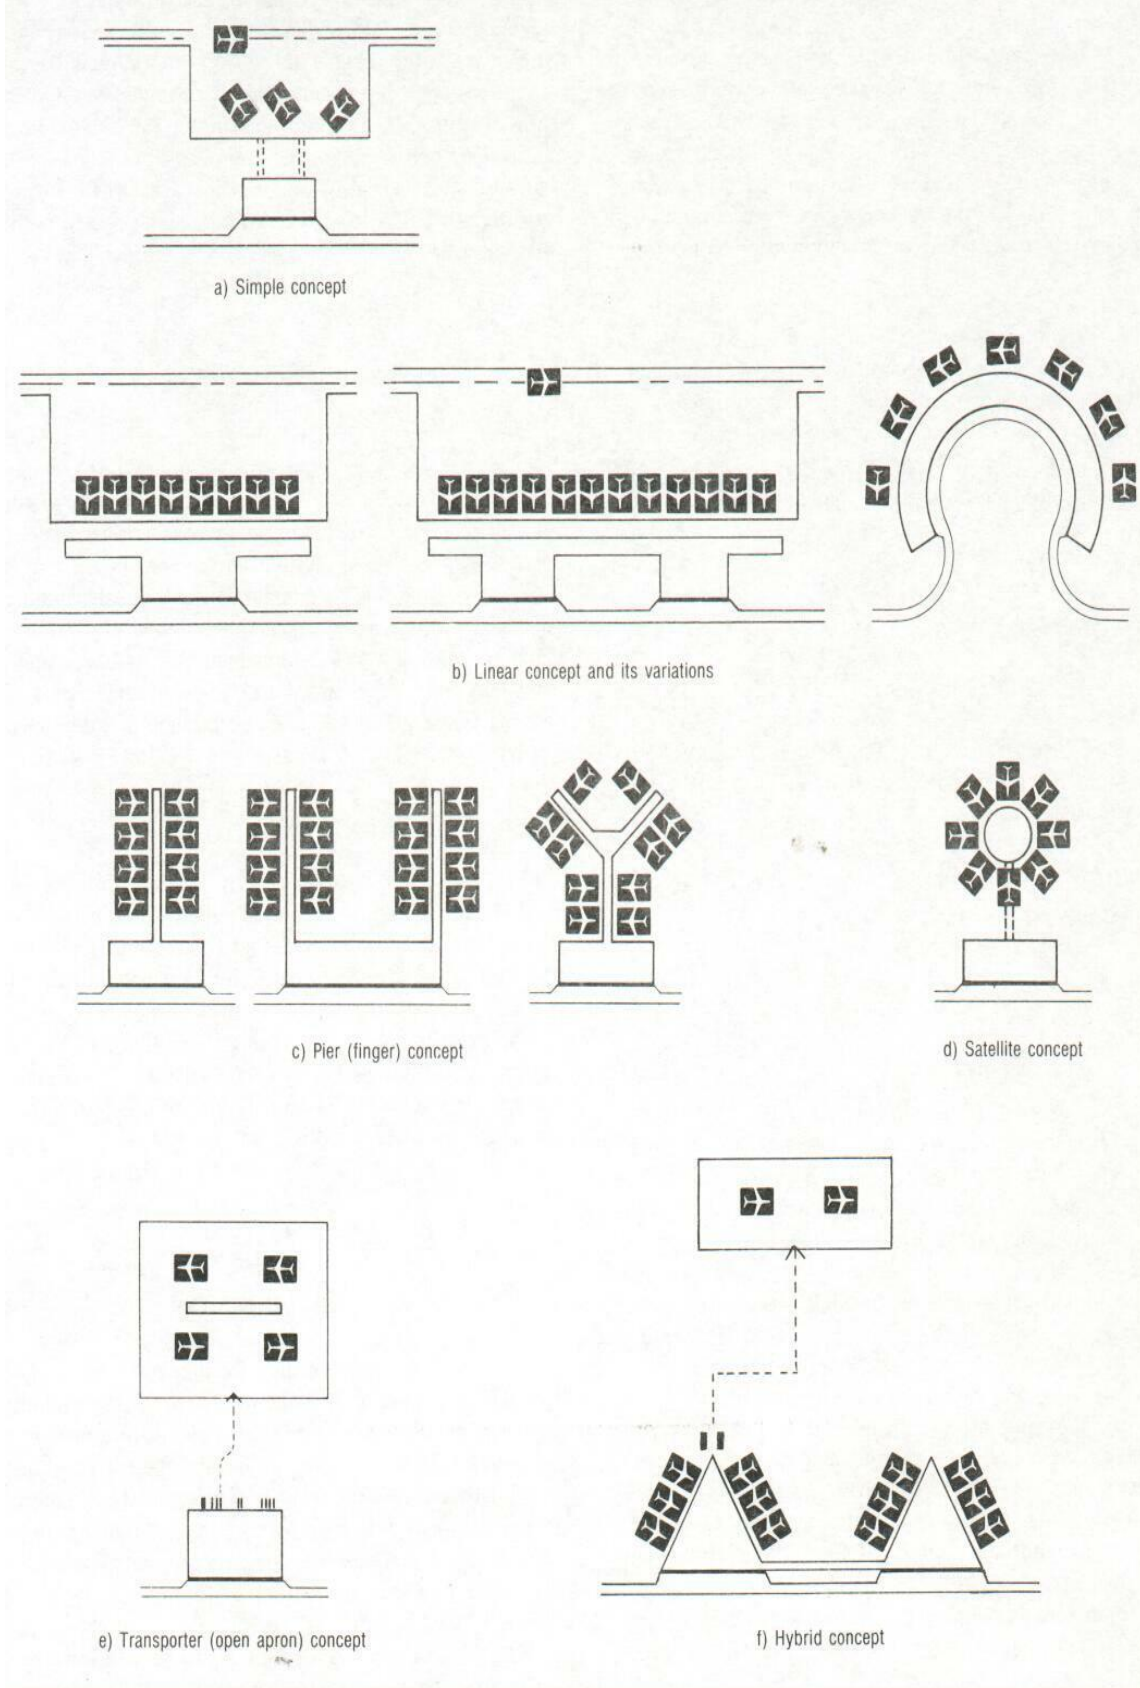 a) Simple concept
b) Linear concept and its variations
c) Pier (finger) concept
d) Satellite concept
e) Transporter (open apron) concept
f) Hybrid concept